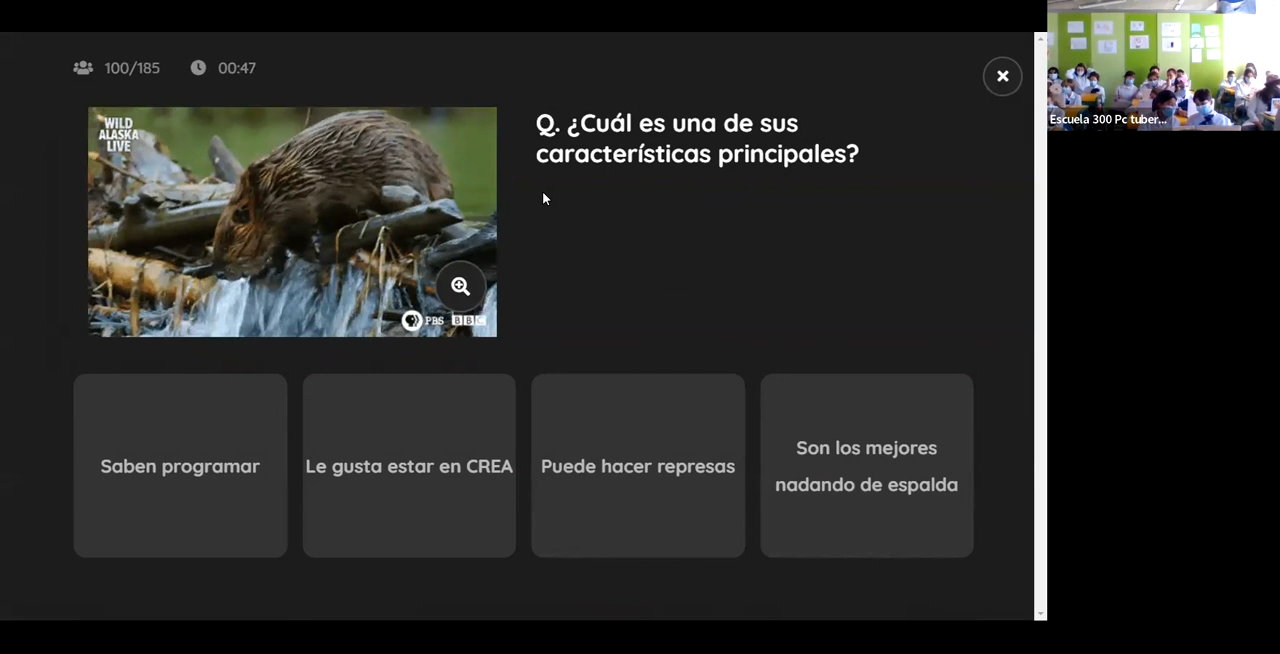 100/185
00:47
WILD
ALASKA
LIVE
PBS BBC
Q. ¿Cuál es una de sus
características principales?
Saben programar
Le gusta estar en CREA
Puede hacer represas
Son los mejores
nadando de espalda
Escuela 300 Pc tuber...